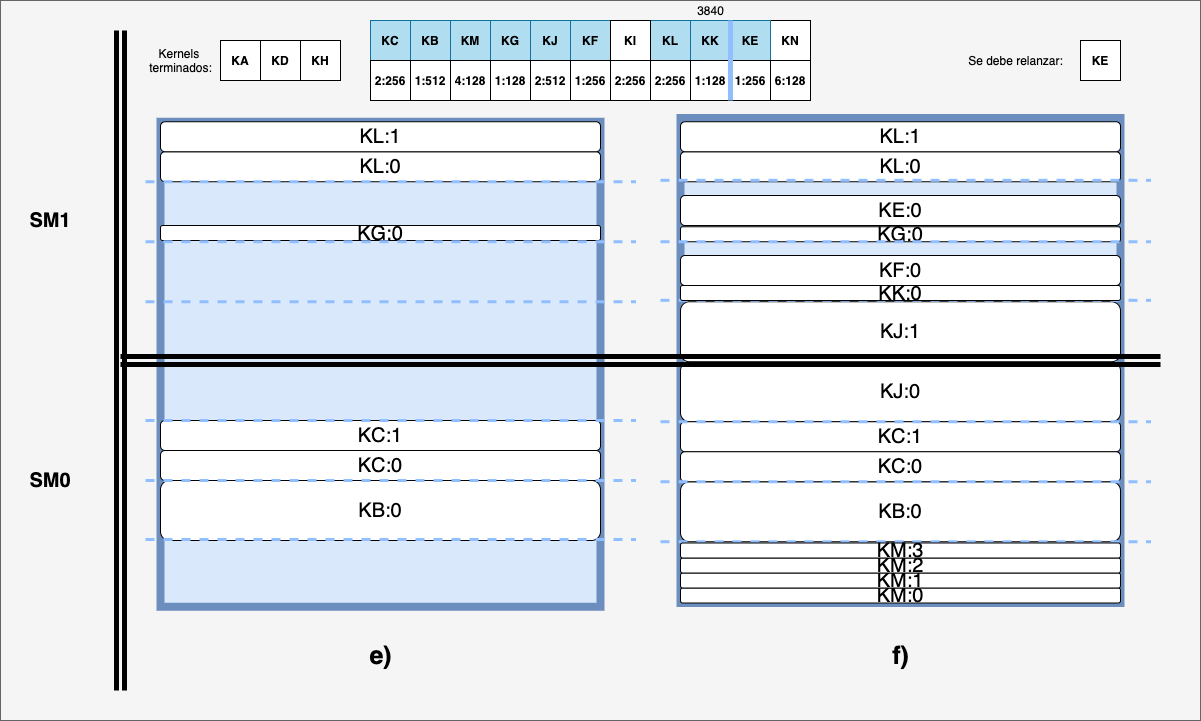 3840
Kernels terminados: KA KD KH
KC KB KM KG KJ KF KI KL KK KE KN
2:256 1:512 4:128 1:128 2:512 1:256 2:256 2:256 1:128 1:256 6:128
Se debe relanzar: KE
SM1
SM0
KL:1
KL:0
KG:0
KC:1
KC:0
KB:0
e)
KL:1
KL:0
KE:0
KG:0
KF:0
KK:0
KJ:1
KJ:0
KC:1
KC:0
KB:0
KM:3
KM:2
KM:1
KM:0
f)